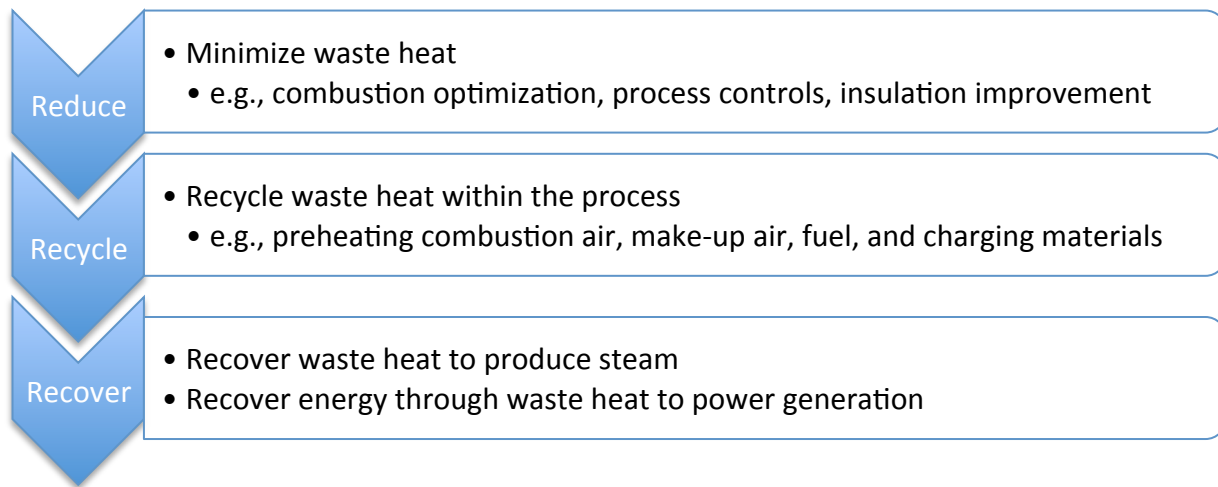 Reduce
• Minimize waste heat
• e.g., combustion optimization, process controls, insulation improvement
Recycle
• Recycle waste heat within the process
• e.g., preheating combustion air, make-up air, fuel, and charging materials
Recover
• Recover waste heat to produce steam
• Recover energy through waste heat to power generation